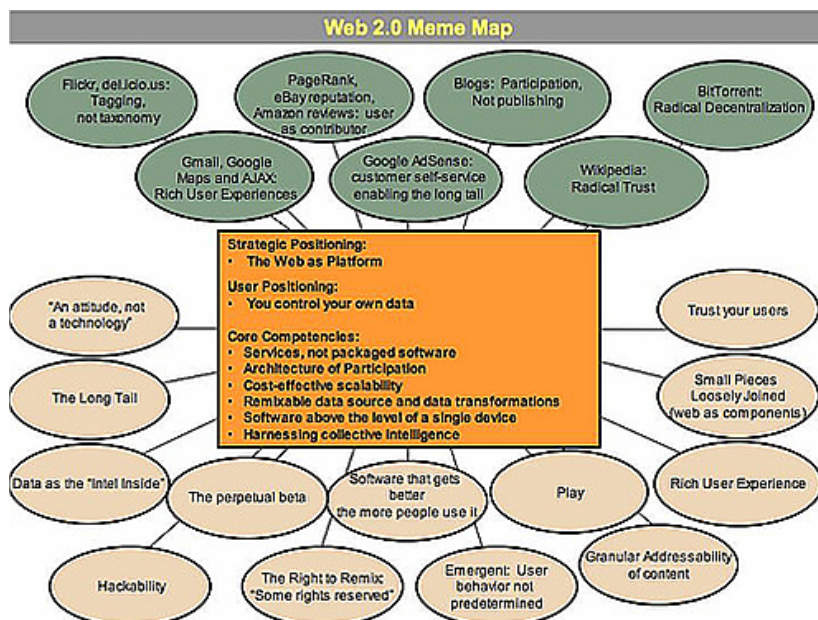 Web 2.0 Meme Map
Flickr, del.icio.us:
Tagging,
not taxonomy
PageRank,
eBay reputation,
Amazon reviews: user
as contributor
Blogs: Participation,
Not publishing
BitTorrent:
Radical Decentralization
Gmail, Google
Maps and AJAX:
Rich User Experiences
Google AdSense:
customer self-service
enabling the long tail
Wikipedia:
Radical Trust
Strategic Positioning:
• The Web as Platform
User Positioning:
• You control your own data
Core Competencies:
• Services, not packaged software
• Architecture of Participation
• Cost-effective scalability
• Remixable data source and data transformations
• Software above the level of a single device
• Harnessing collective intelligence
"An attitude, not
a technology"
Trust your users
The Long Tail
Small Pieces
Loosely Joined
(web as components)
Data as the "Intel Inside"
The perpetual beta
Software that gets
better
the more people use it
Play
Rich User Experience
Hackability
The Right to Remix:
"Some rights reserved"
Emergent: User
behavior not
predetermined
Granular Addressability
of content